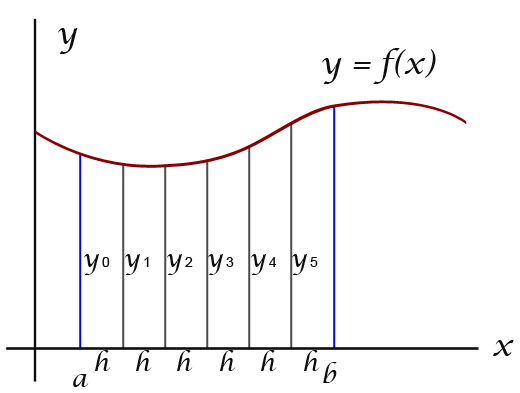 y
y = f(x)
y0 y1 y2 y3 y4 y5
x
h h h h h h
a b